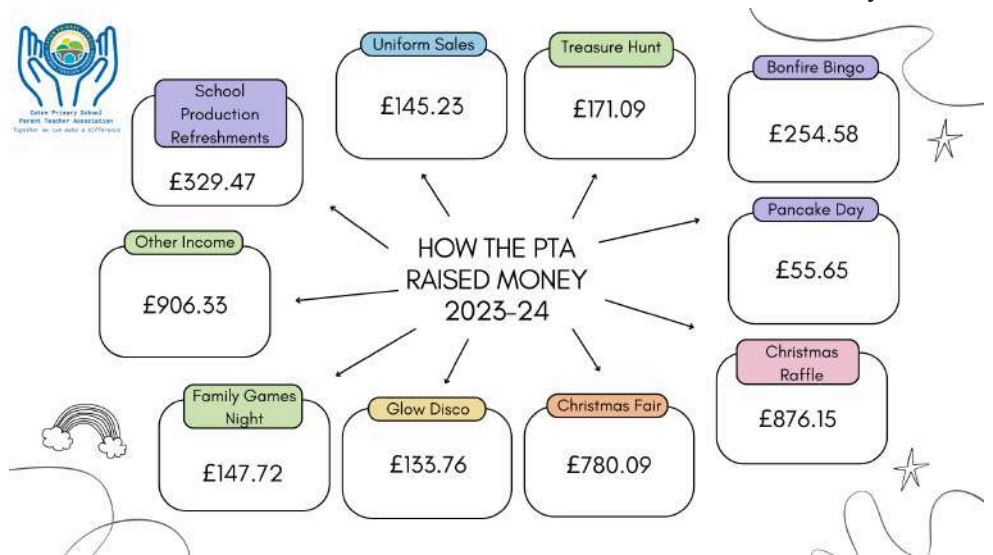 Coten Primary School
Parent Teacher Association
Together we can make a difference
School
Production
Refreshments
£329.47
Uniform Sales
£145.23
Treasure Hunt
£171.09
Bonfire Bingo
£254.58
Other Income
£906.33
HOW THE PTA
RAISED MONEY
2023-24
Pancake Day
£55.65
Christmas
Raffle
£876.15
Family Games
Night
£147.72
Glow Disco
£133.76
Christmas Fair
£780.09